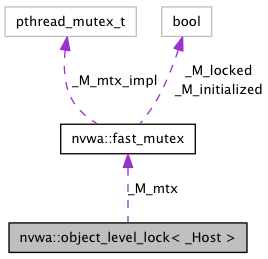 pthread_mutex_t
bool
_M_mtx_impl
_M_locked
_M_initialized
nvwa::fast_mutex
_M_mtx
nvwa::object_level_lock< _Host >